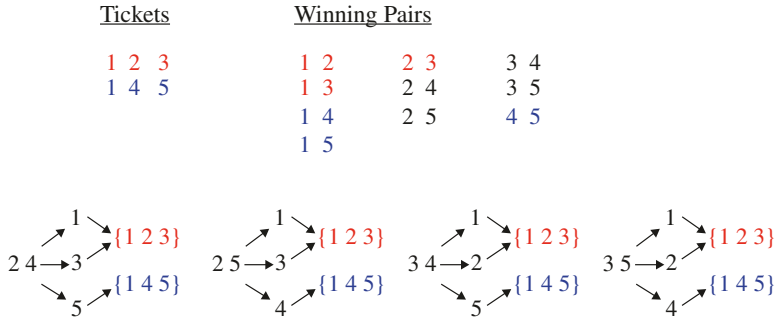 Tickets Winning Pairs
1 2 3 1 2 2 3 3 4
1 4 5 1 3 2 4 3 5
1 4 2 5 4 5
1 5
1 1 1 1
{1 2 3} {1 2 3} {1 2 3} {1 2 3}
2 4 3 2 5 3 3 4 2 3 5 2
{1 4 5} {1 4 5} {1 4 5} {1 4 5}
5 4 5 4